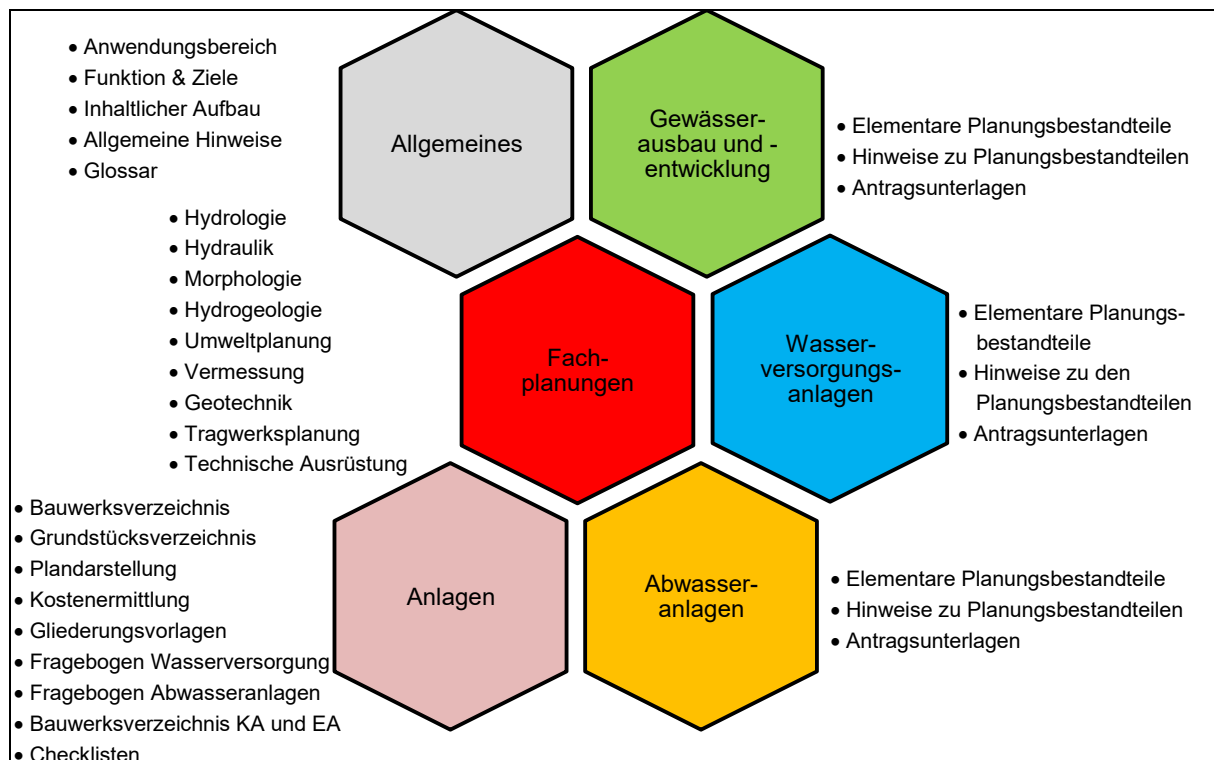 • Anwendungsbereich
• Funktion & Ziele
• Inhaltlicher Aufbau
• Allgemeine Hinweise
• Glossar
Allgemeines
Gewässer-
ausbau und -
entwicklung
• Elementare Planungsbestandteile
• Hinweise zu Planungsbestandteilen
• Antragsunterlagen
• Hydrologie
• Hydraulik
• Morphologie
• Hydrogeologie
• Umweltplanung
• Vermessung
• Geotechnik
• Tragwerksplanung
• Technische Ausrüstung
Fach-
planungen
Wasser-
versorgungs-
anlagen
• Elementare Planungs-
bestandteile
• Hinweise zu den
Planungsbestandteilen
• Antragsunterlagen
• Bauwerksverzeichnis
• Grundstücksverzeichnis
• Plandarstellung
• Kostenermittlung
• Gliederungsvorlagen
• Fragebogen Wasserversorgung
• Fragebogen Abwasseranlagen
• Bauwerksverzeichnis KA und EA
• Checklisten
Anlagen
Abwasser-
anlagen
• Elementare Planungsbestandteile
• Hinweise zu Planungsbestandteilen
• Antragsunterlagen